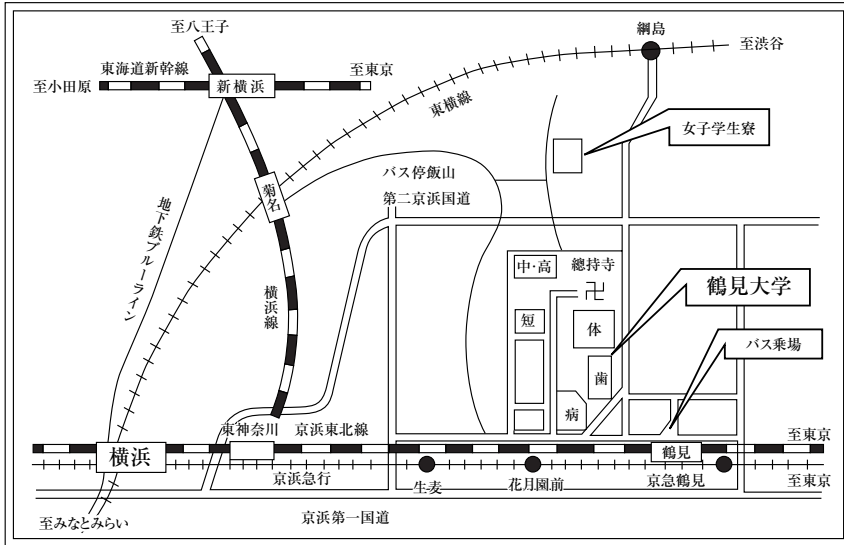 至八王子
綱島
至渋谷
東海道新幹線
至東京
至小田原
新横浜
東横線
女子学生寮
バス停飯山
菊名
第二京浜国道
地下鉄ブルーライン
中・高
總持寺
卍
鶴見大学
横浜線
短
体
バス乗場
歯
病
東神奈川
京浜東北線
至東京
横浜
鶴見
京浜急行
生麦
花月園前
京急鶴見
至東京
至みなとみらい
京浜第一国道